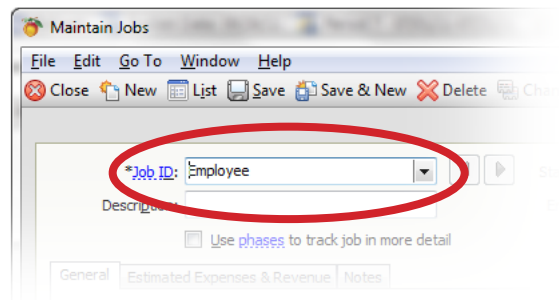 Maintain Jobs
File Edit Go To Window Help
Close New List Save Save & New Delete
*Job ID: Employee
Description:
Use phases to track job in more detail
General Estimated Expenses & Revenue Notes